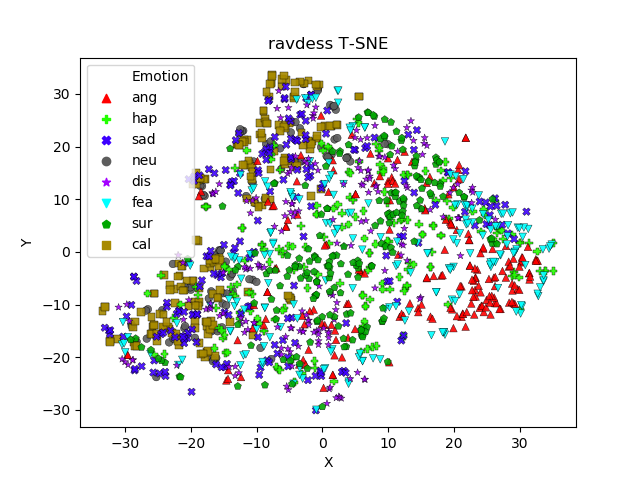 ravdess T-SNE
Emotion
ang
hap
sad
neu
dis
fea
sur
cal
Y
30
20
10
0
−10
−20
−30
−30
−20
−10
0
10
20
30
X